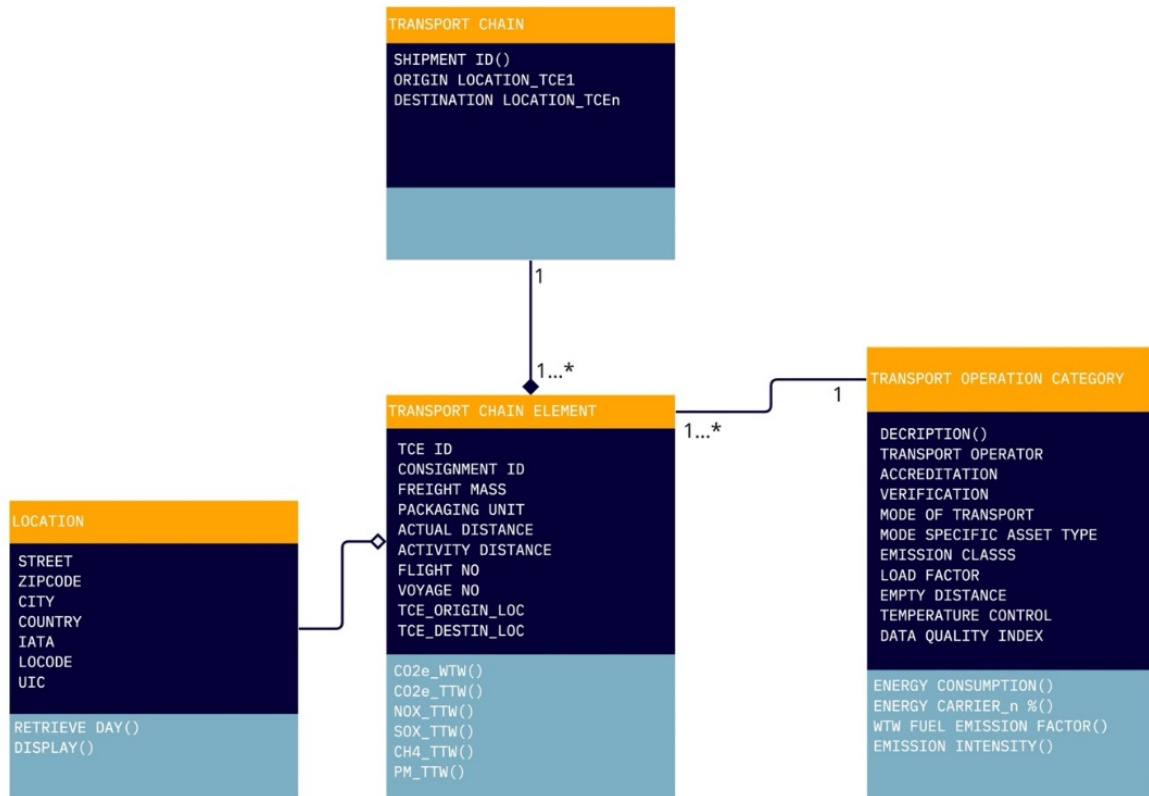 TRANSPORT CHAIN
SHIPMENT ID()
ORIGIN LOCATION_TCE1
DESTINATION LOCATION_TCEn
1
1...*
TRANSPORT CHAIN ELEMENT
TCE ID
CONSIGNMENT ID
FREIGHT MASS
PACKAGING UNIT
ACTUAL DISTANCE
ACTIVITY DISTANCE
FLIGHT NO
VOYAGE NO
TCE_ORIGIN_LOC
TCE_DESTIN_LOC
CO2e_WTW()
CO2e_TTW()
NOX_TTW()
SOX_TTW()
CH4_TTW()
PM_TTW()
1...*
1
TRANSPORT OPERATION CATEGORY
DECRIPTION()
TRANSPORT OPERATOR
ACCREDITATION
VERIFICATION
MODE OF TRANSPORT
MODE SPECIFIC ASSET TYPE
EMISSION CLASSS
LOAD FACTOR
EMPTY DISTANCE
TEMPERATURE CONTROL
DATA QUALITY INDEX
ENERGY CONSUMPTION()
ENERGY CARRIER_n %()
WTW FUEL EMISSION FACTOR()
EMISSION INTENSITY()
LOCATION
STREET
ZIPCODE
CITY
COUNTRY
IATA
LOCODE
UIC
RETRIEVE DAY()
DISPLAY()